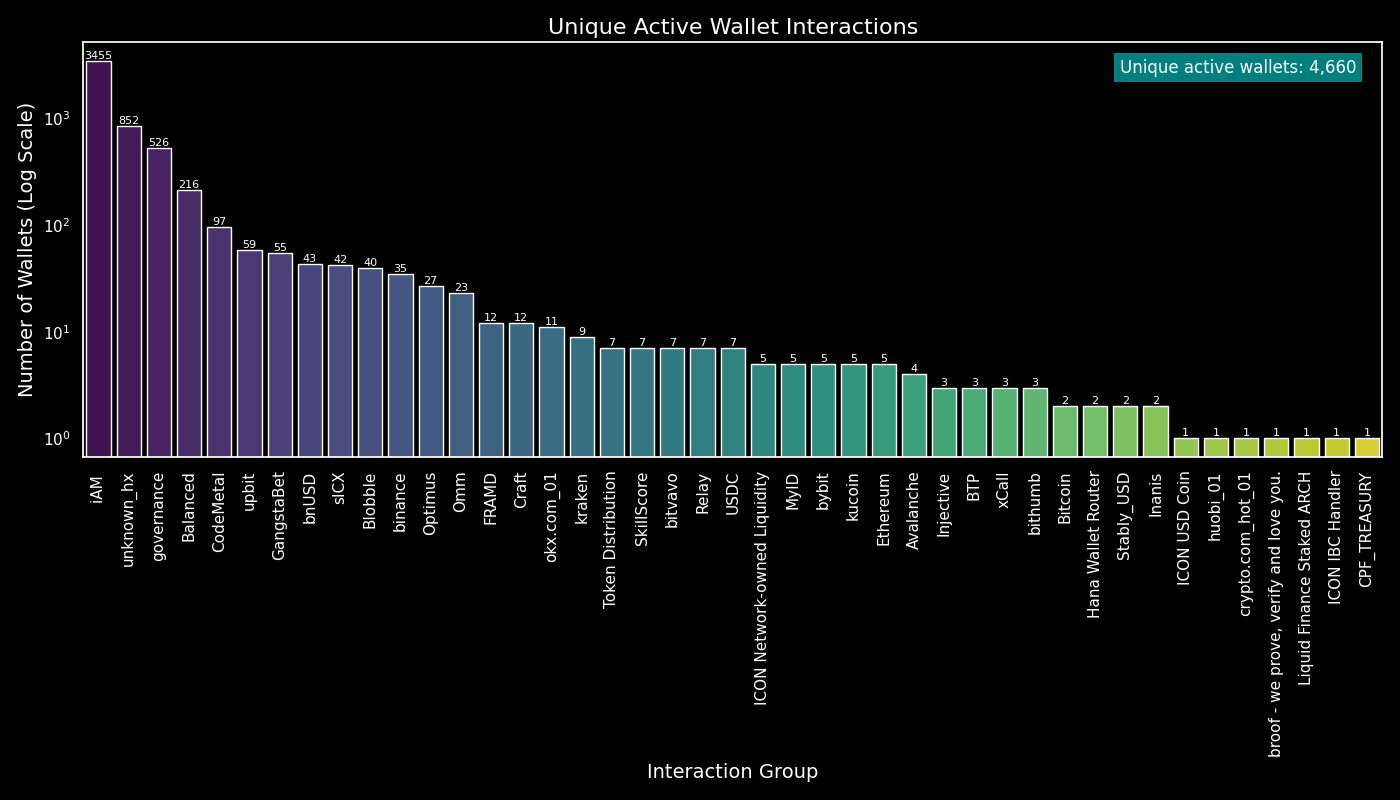 Unique Active Wallet Interactions
Unique active wallets: 4,660
Number of Wallets (Log Scale)
10³
10²
10¹
10⁰
3455
852
526
216
97
59
55
43
42
40
35
27
23
12
12
11
9
7
7
7
7
7
5
5
5
5
5
4
3
3
3
3
2
2
2
2
1
1
1
1
1
1
1
iAM
unknown_hx
governance
Balanced
CodeMetal
upbit
GangstaBet
bnUSD
sICX
Blobble
binance
Optimus
Omm
FRAMD
Craft
okx.com_01
kraken
Token Distribution
SkillScore
bitvavo
Relay
USDC
ICON Network-owned Liquidity
MyID
bybit
kucoin
Ethereum
Avalanche
Injective
BTP
xCall
bithumb
Bitcoin
Hana Wallet Router
Stably_USD
Inanis
ICON USD Coin
huobi_01
crypto.com_hot_01
broof - we prove, verify and love you.
Liquid Finance Staked ARCH
ICON IBC Handler
CPF_TREASURY
Interaction Group